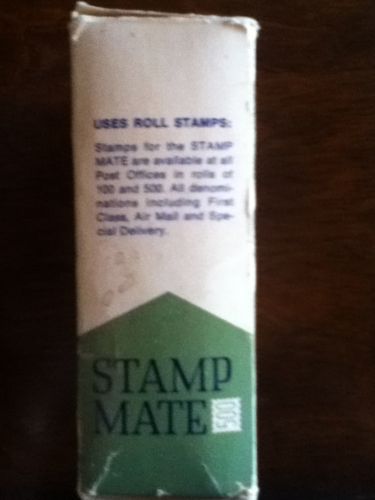 USES ROLL STAMPS:
Stamps for the STAMP
MATE are available at all
Post Offices in rolls of
100 and 500. All denomi-
nations including First
Class, Air Mail and Spe-
cial Delivery.
STAMP
MATE